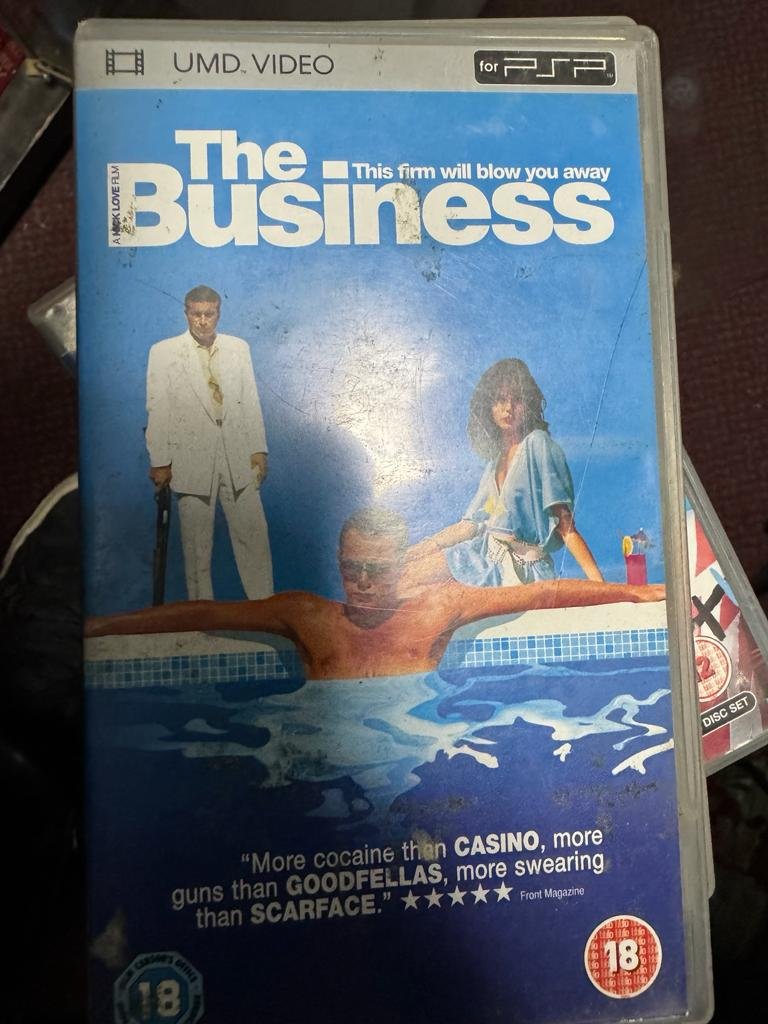 UMD VIDEO
for PSP
The
This firm will blow you away
A NICK LOVE FILM
Business
"More cocaine than CASINO, more
guns than GOODFELLAS, more swearing
than SCARFACE." ★★★★★ Front Magazine
18
18
X
2
DISC SET